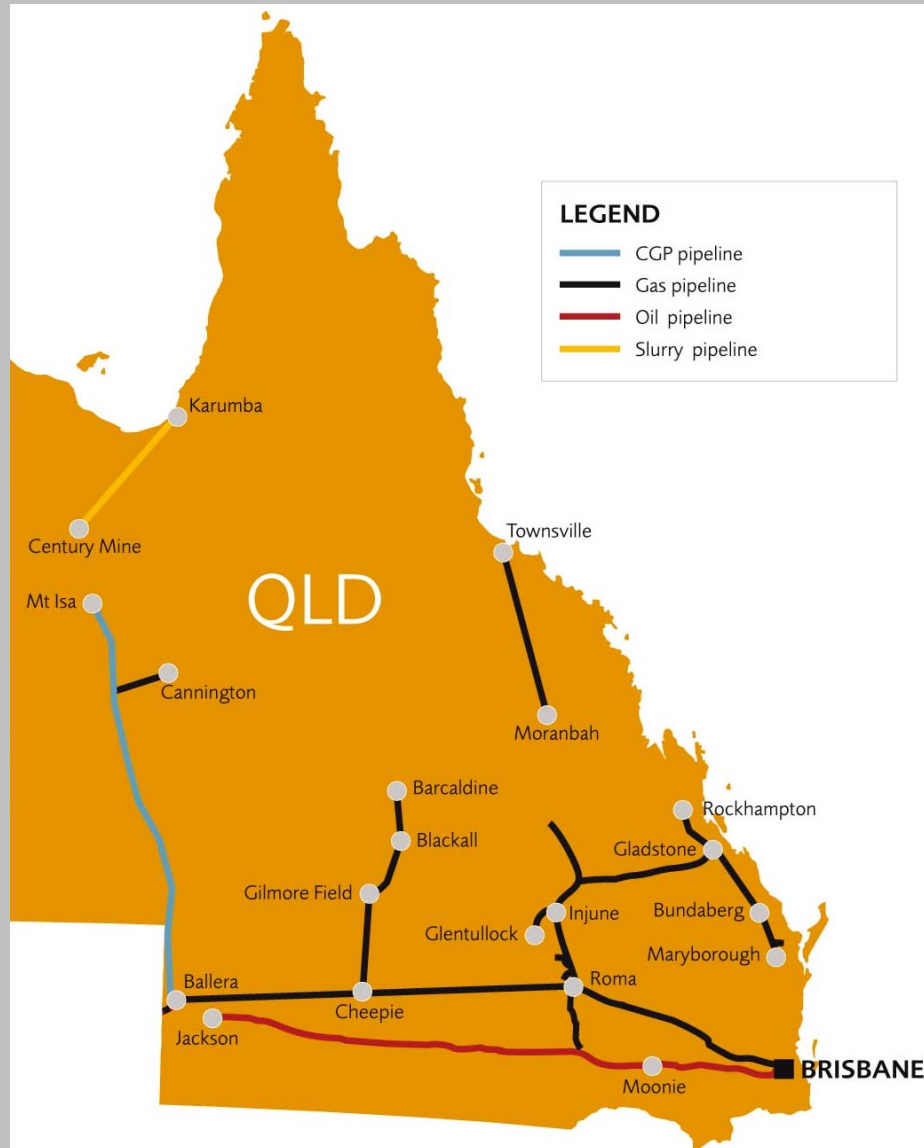 LEGEND
CGP pipeline
Gas pipeline
Oil pipeline
Slurry pipeline
Karumba
Century Mine
Townsville
Mt Isa
QLD
Cannington
Moranbah
Barcaldine
Rockhampton
Blackall
Gladstone
Gilmore Field
Injune
Bundaberg
Glentullock
Maryborough
Ballera
Roma
Cheepie
Jackson
Moonie
BRISBANE